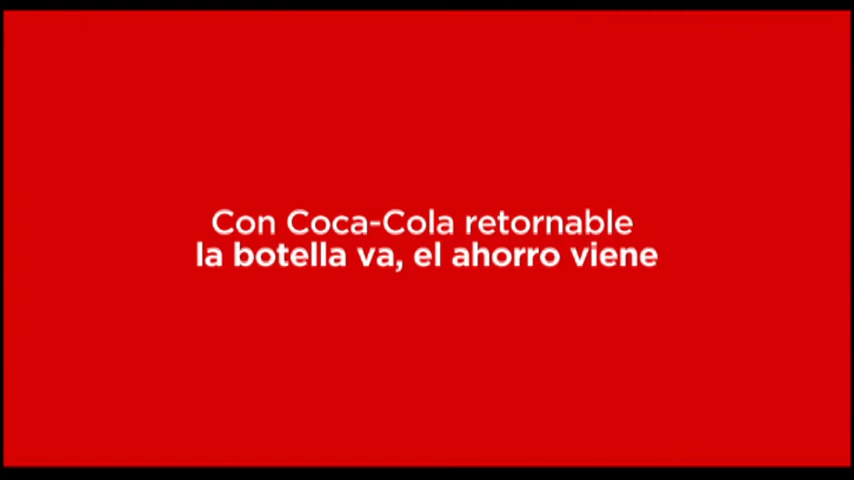 Con Coca-Cola retornable
la botella va, el ahorro viene